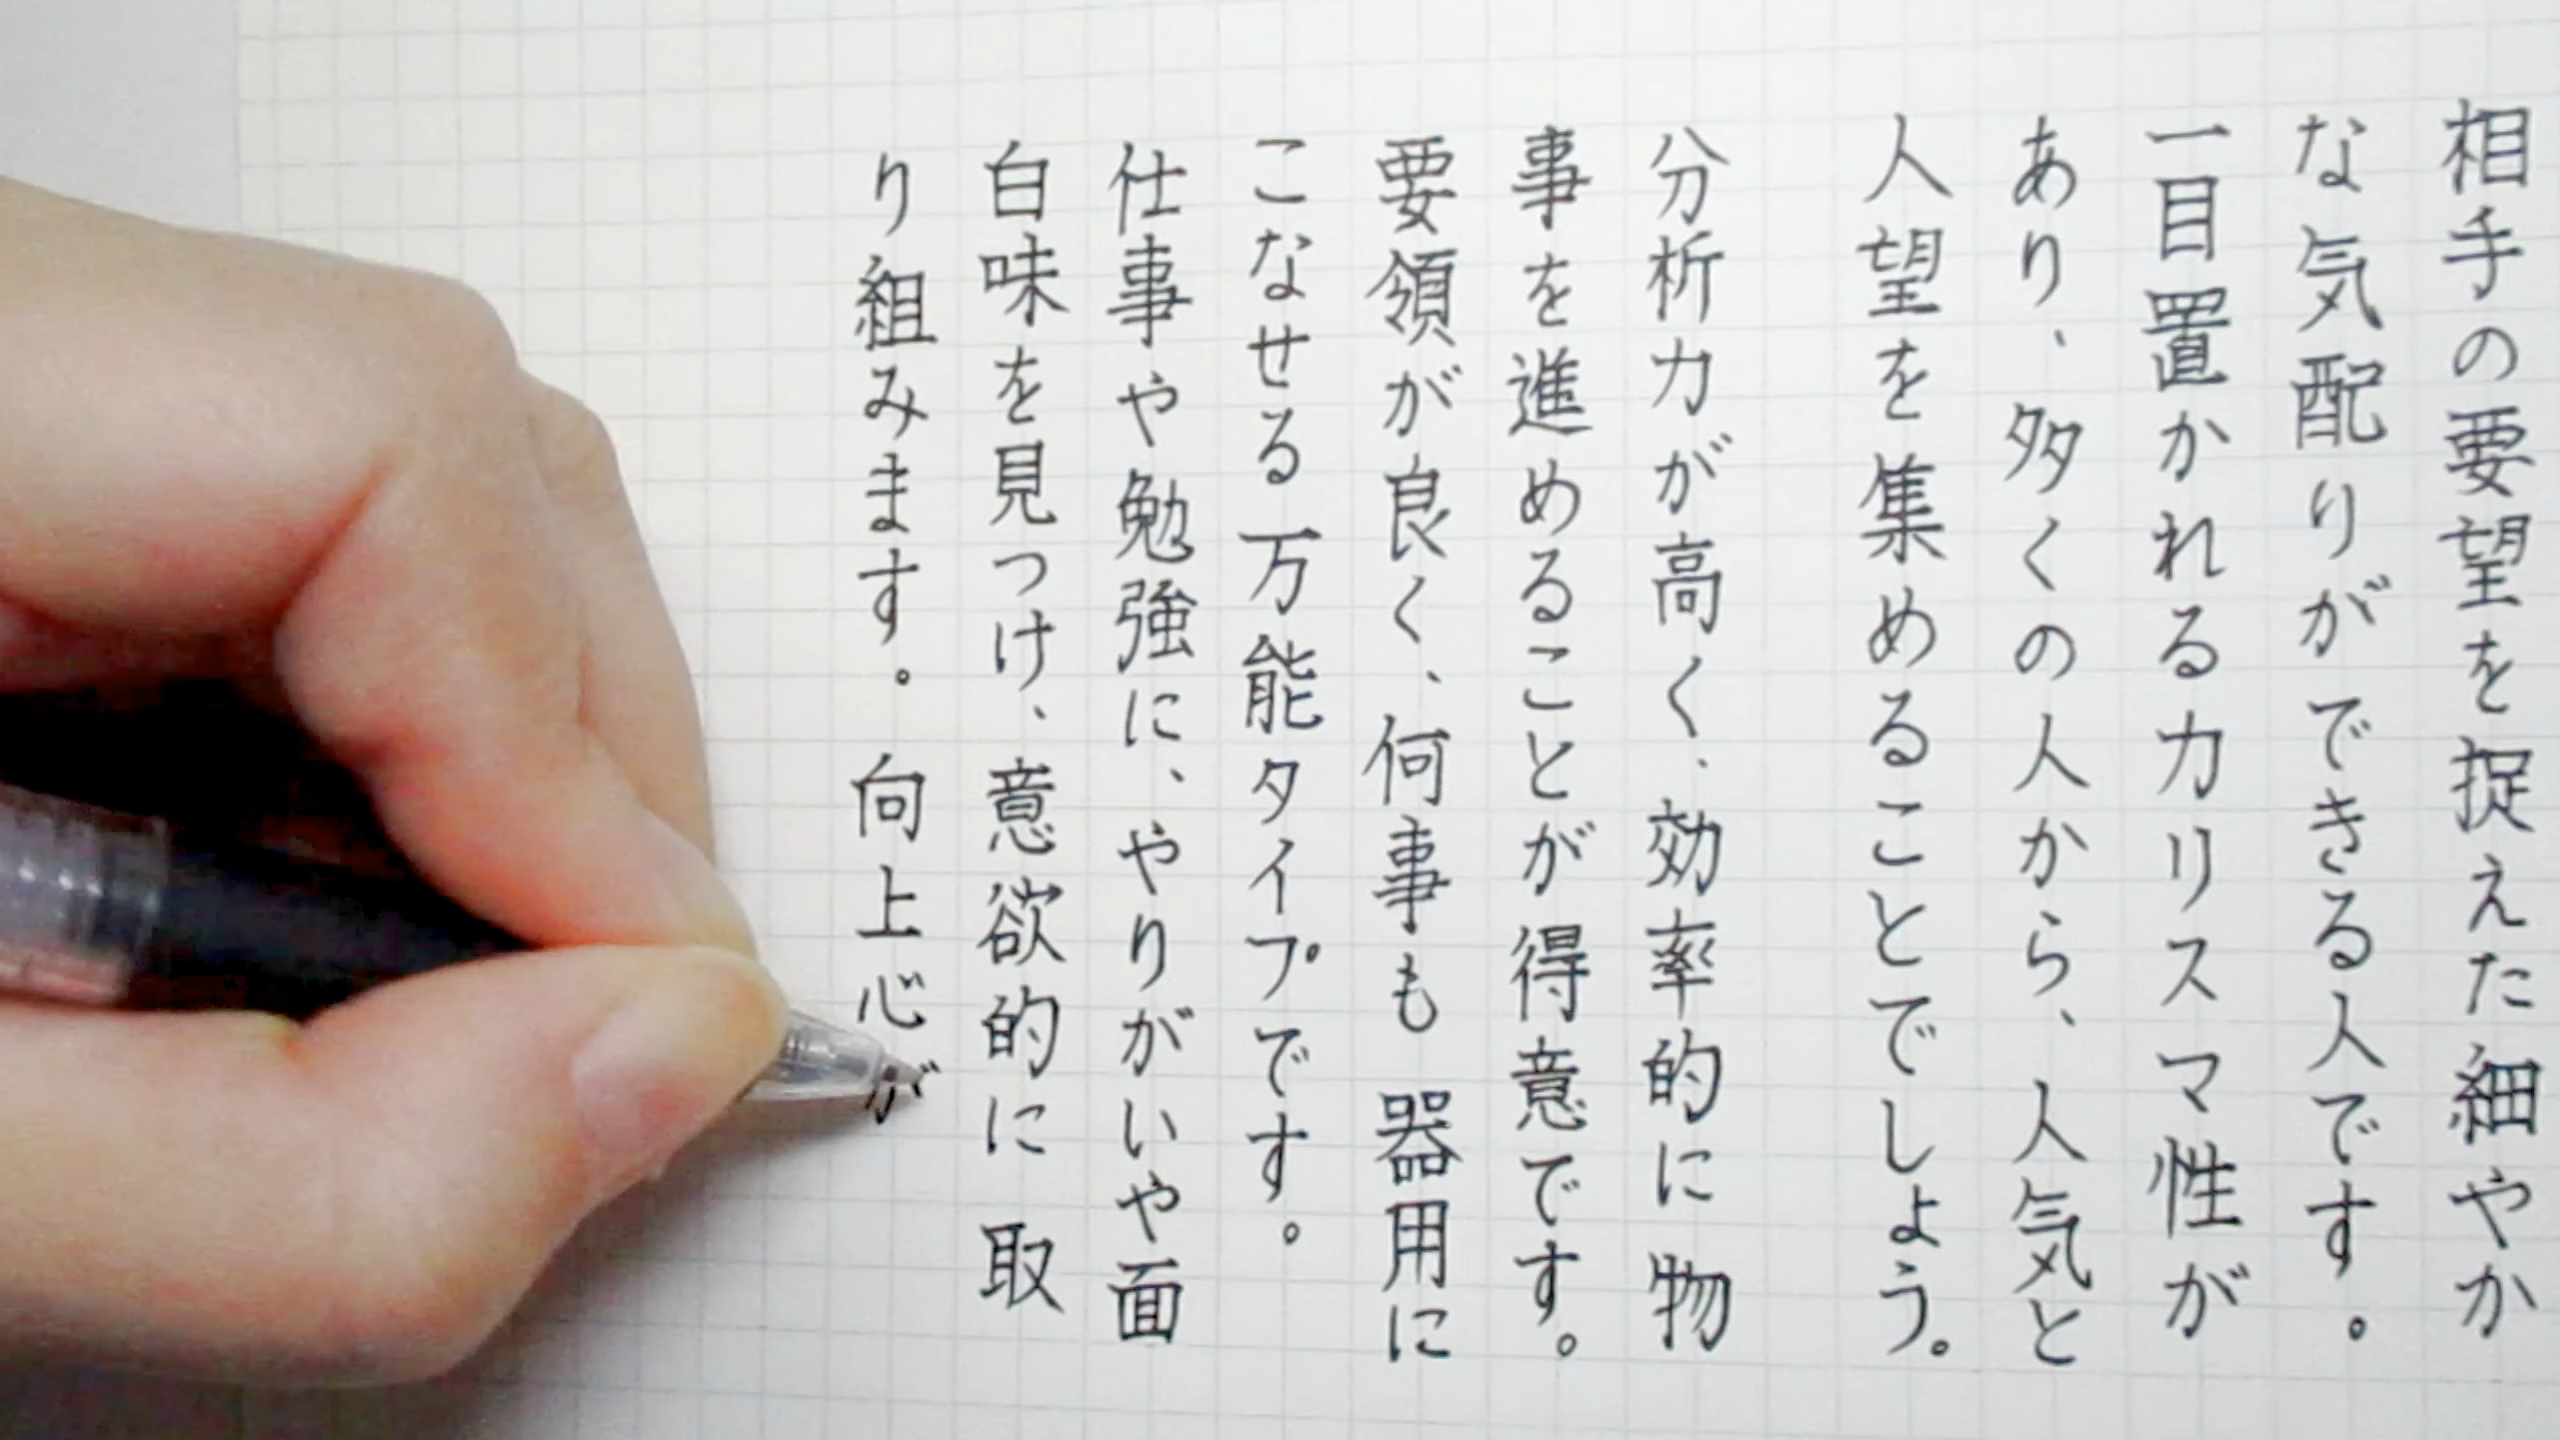 相手の要望を捉えた細やか
な気配りができる人です。
一目置かれるカリスマ性が
あり、多くの人から、人気と
人望を集めることでしょう。
分析力が高く、効率的に物
事を進めることが得意です。
要領が良く、何事も器用に
こなせる万能タイプです。
仕事や勉強に、やりがいや面
白味を見つけ、意欲的に取
り組みます。向上心が